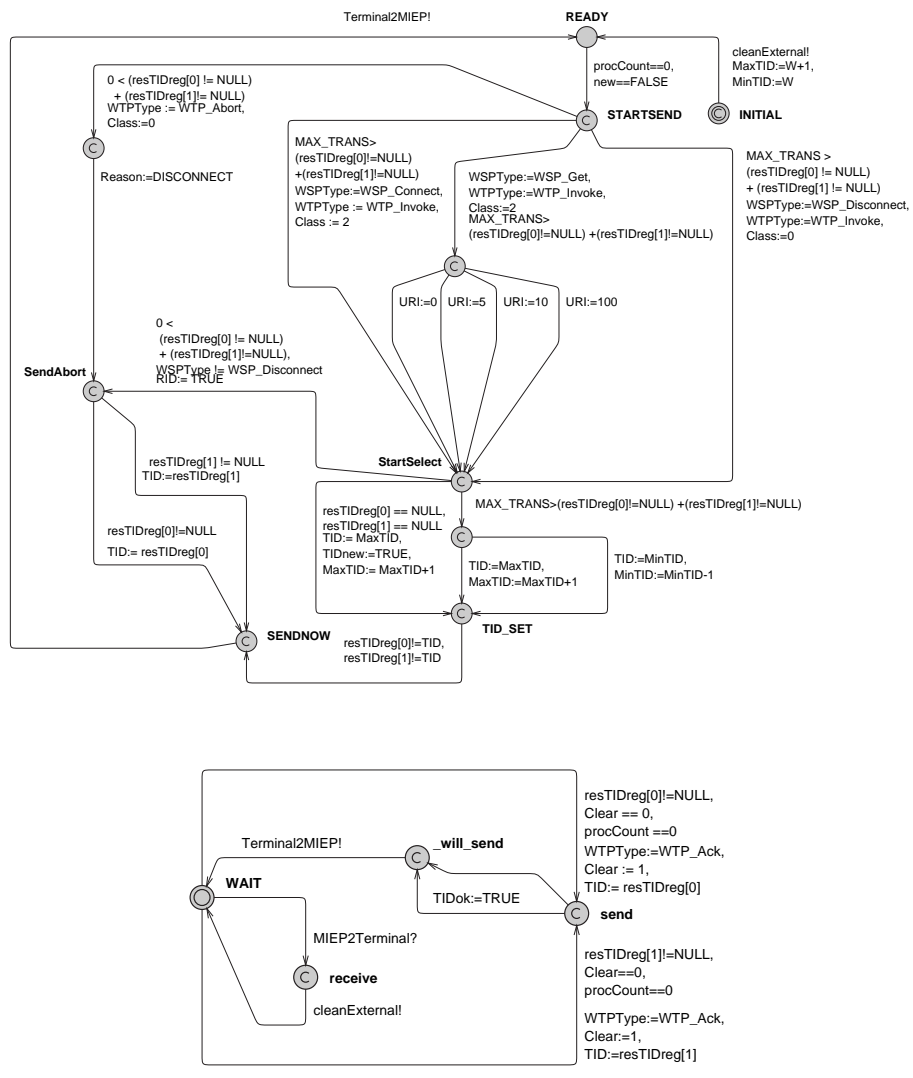 Terminal2MIEP!
READY
cleanExternal!
MaxTID:=W+1,
MinTID:=W
INITIAL
procCount==0,
new==FALSE
STARTSEND
C
C
C
0 < (resTIDreg[0] != NULL)
+ (resTIDreg[1]!= NULL)
WTPType := WTP_Abort,
Class:=0
C
Reason:=DISCONNECT
MAX_TRANS>
(resTIDreg[0]!=NULL)
+(resTIDreg[1]!=NULL)
WSPType:=WSP_Connect,
WTPType := WTP_Invoke,
Class := 2
WSPType:=WSP_Get,
WTPType:=WTP_Invoke,
Class:=2
MAX_TRANS>
(resTIDreg[0]!=NULL) +(resTIDreg[1]!=NULL)
MAX_TRANS >
(resTIDreg[0] != NULL)
+ (resTIDreg[1] != NULL)
WSPType:=WSP_Disconnect,
WTPType:=WTP_Invoke,
Class:=0
C
URI:=0
URI:=5
URI:=10
URI:=100
0 <
(resTIDreg[0] != NULL)
+ (resTIDreg[1]!=NULL),
WSPType != WSP_Disconnect
RID:= TRUE
SendAbort
C
StartSelect
C
resTIDreg[1] != NULL
TID:=resTIDreg[1]
resTIDreg[0]!=NULL
TID:= resTIDreg[0]
resTIDreg[0] == NULL,
resTIDreg[1] == NULL
TID:= MaxTID,
TIDnew:=TRUE,
MaxTID:= MaxTID+1
MAX_TRANS>(resTIDreg[0]!=NULL) +(resTIDreg[1]!=NULL)
C
TID:=MaxTID,
MaxTID:=MaxTID+1
TID:=MinTID,
MinTID:=MinTID-1
C
TID_SET
C
SENDNOW
resTIDreg[0]!=TID,
resTIDreg[1]!=TID
resTIDreg[0]!=NULL,
Clear == 0,
procCount ==0
WTPType:=WTP_Ack,
Clear := 1,
TID:= resTIDreg[0]
Terminal2MIEP!
C
_will_send
WAIT
TIDok:=TRUE
C
send
MIEP2Terminal?
C
receive
cleanExternal!
resTIDreg[1]!=NULL,
Clear==0,
procCount==0
WTPType:=WTP_Ack,
Clear:=1,
TID:=resTIDreg[1]